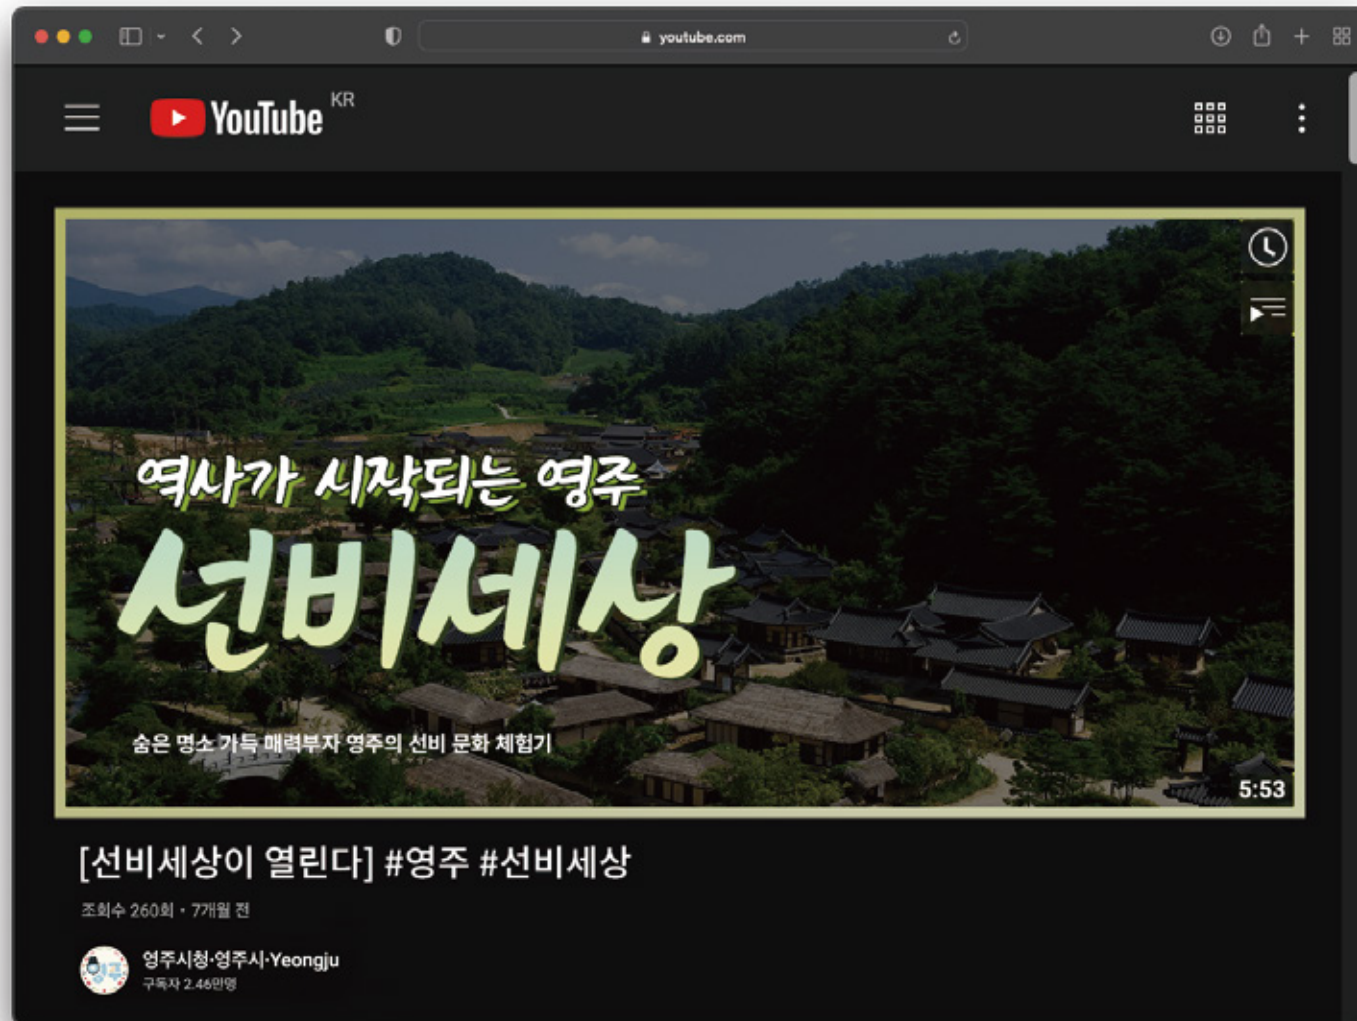 youtube.com
YouTube KR
역사가 시작되는 영주
선비세상
숨은 명소 가득 매력부자 영주의 선비 문화 체험기
5:53
[선비세상이 열린다] #영주 #선비세상
조회수 260회 • 7개월 전
영주
영주시청·영주시·Yeongju
구독자 2.46만명